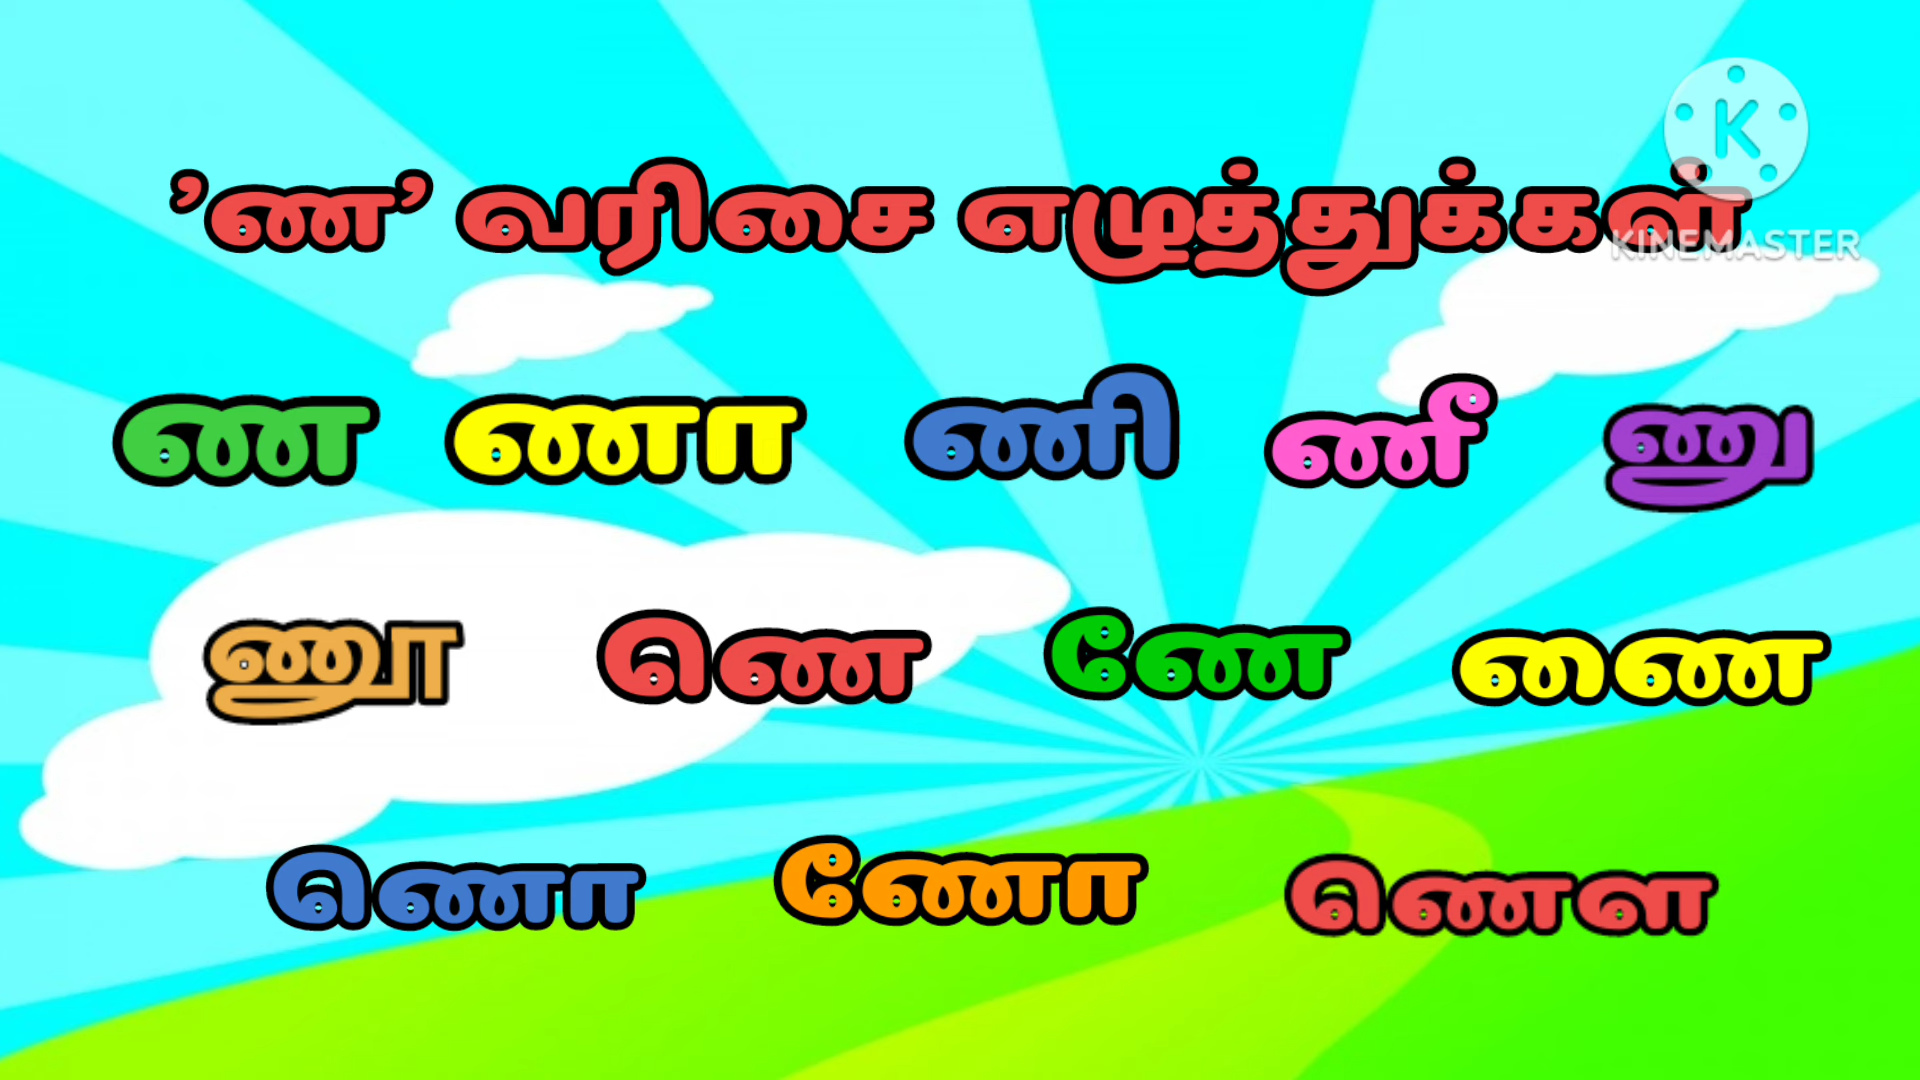 ’ண’ வரிசை எழுத்துக்கள்
K
KINEMASTER
ண ணா ணி ணீ ணு
ணூ ணெ ணே ணை
ணொ ணோ ணௌ